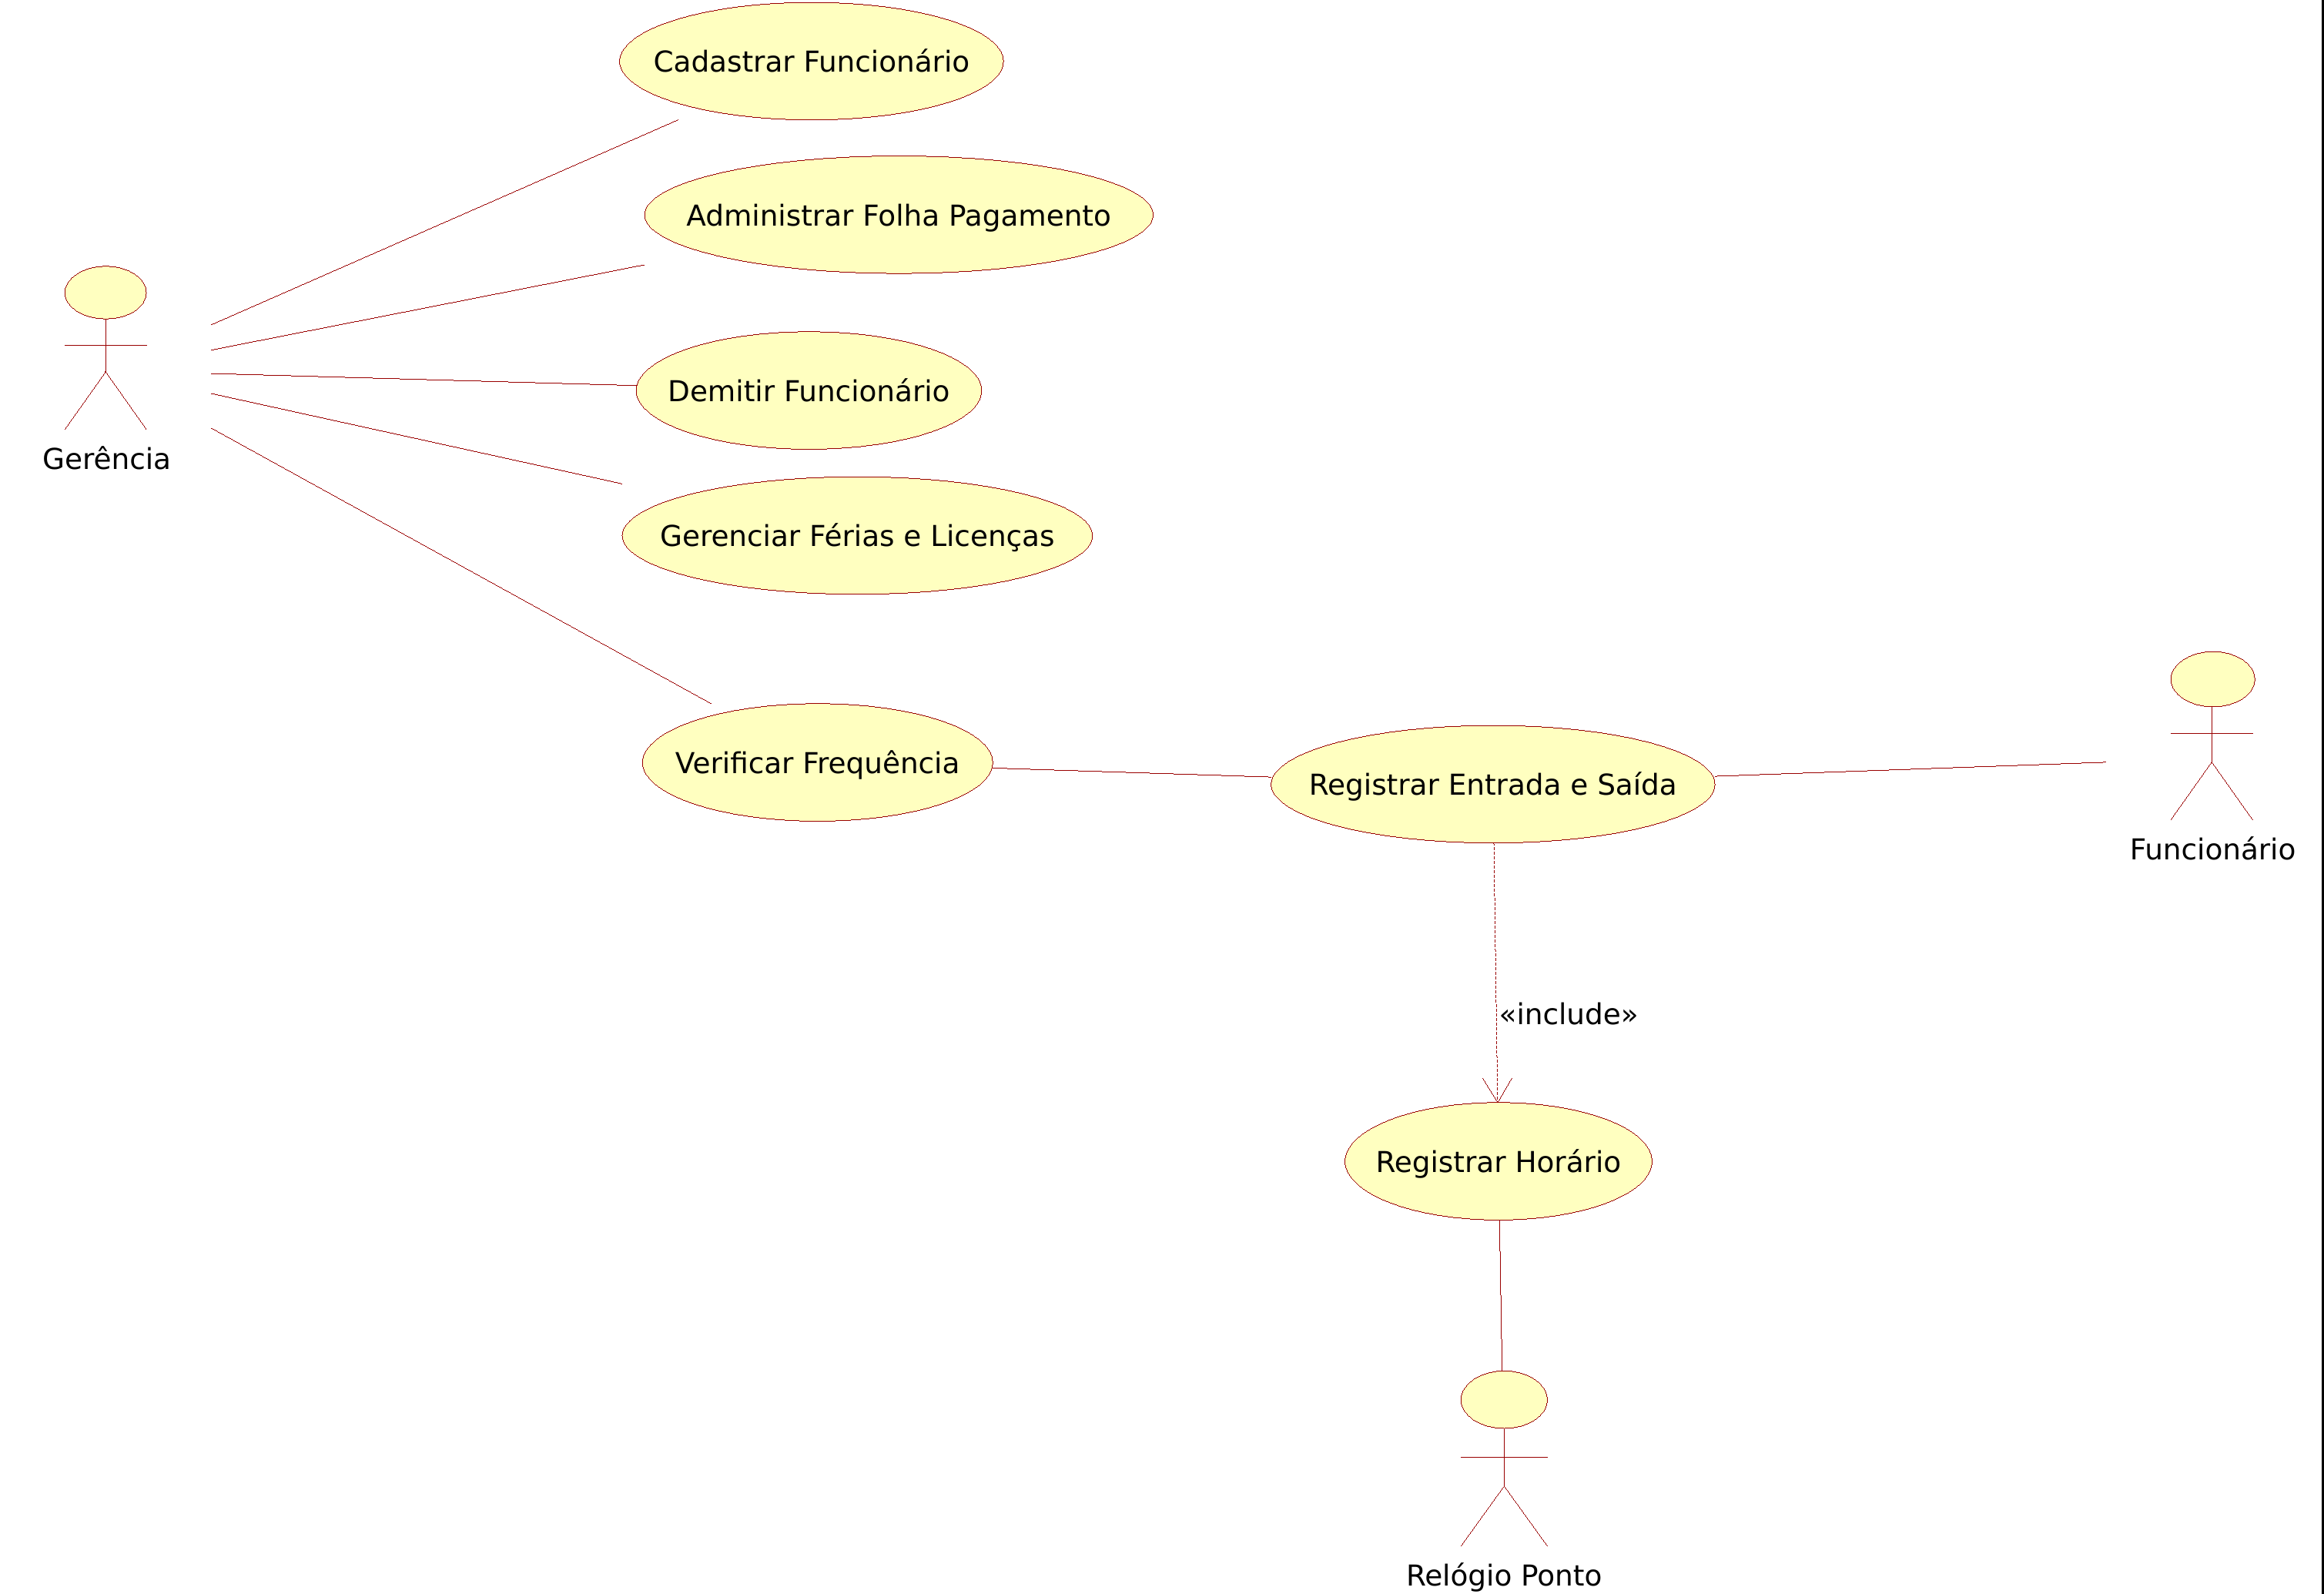 Cadastrar Funcionário
Administrar Folha Pagamento
Demitir Funcionário
Gerência
Gerenciar Férias e Licenças
Verificar Frequência
Registrar Entrada e Saída
Funcionário
«include»
Registrar Horário
Relógio Ponto